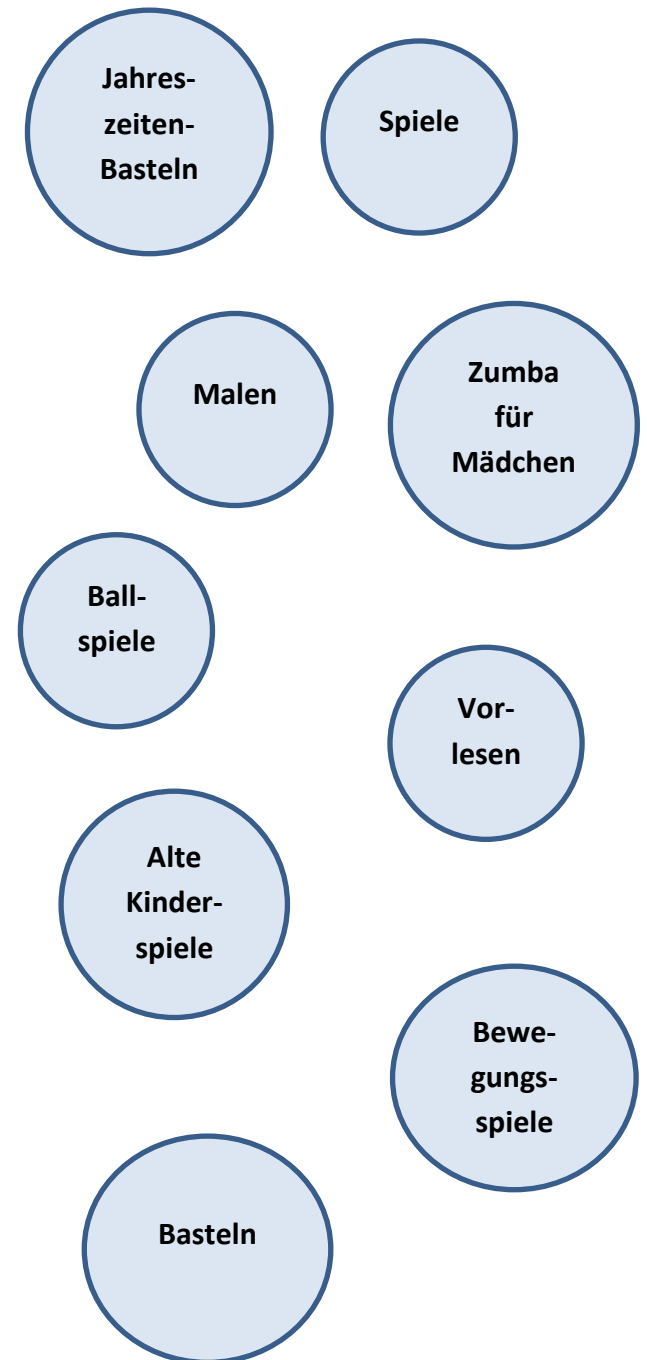 Jahres-
zeiten-
Basteln
Spiele
Malen
Zumba
für
Mädchen
Ball-
spiele
Vor-
lesen
Alte
Kinder-
spiele
Bewe-
gungs-
spiele
Basteln